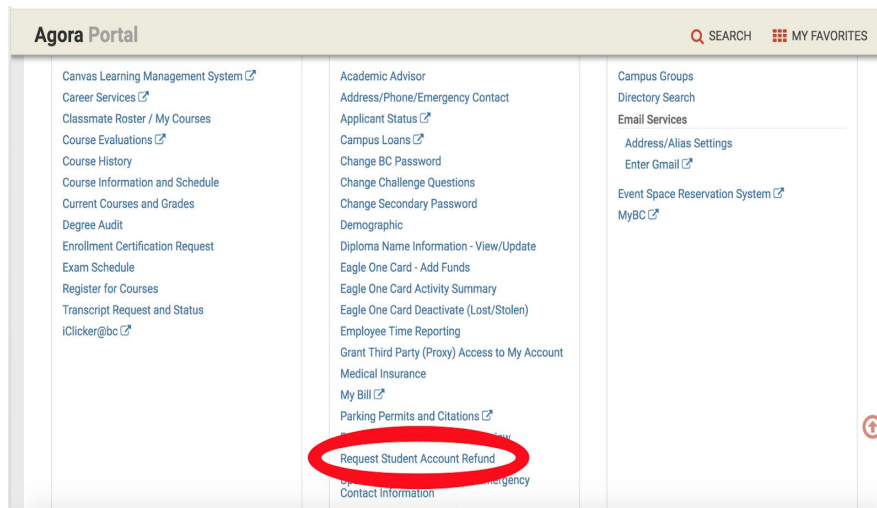 Agora Portal
SEARCH
MY FAVORITES
Canvas Learning Management System
Career Services
Classmate Roster / My Courses
Course Evaluations
Course History
Course Information and Schedule
Current Courses and Grades
Degree Audit
Enrollment Certification Request
Exam Schedule
Register for Courses
Transcript Request and Status
iClicker@bc
Academic Advisor
Address/Phone/Emergency Contact
Applicant Status
Campus Loans
Change BC Password
Change Challenge Questions
Change Secondary Password
Demographic
Diploma Name Information - View/Update
Eagle One Card - Add Funds
Eagle One Card Activity Summary
Eagle One Card Deactivate (Lost/Stolen)
Employee Time Reporting
Grant Third Party (Proxy) Access to My Account
Medical Insurance
My Bill
Parking Permits and Citations
Request Student Account Refund
Contact Information
Campus Groups
Directory Search
Email Services
Address/Alias Settings
Enter Gmail
Event Space Reservation System
MyBC